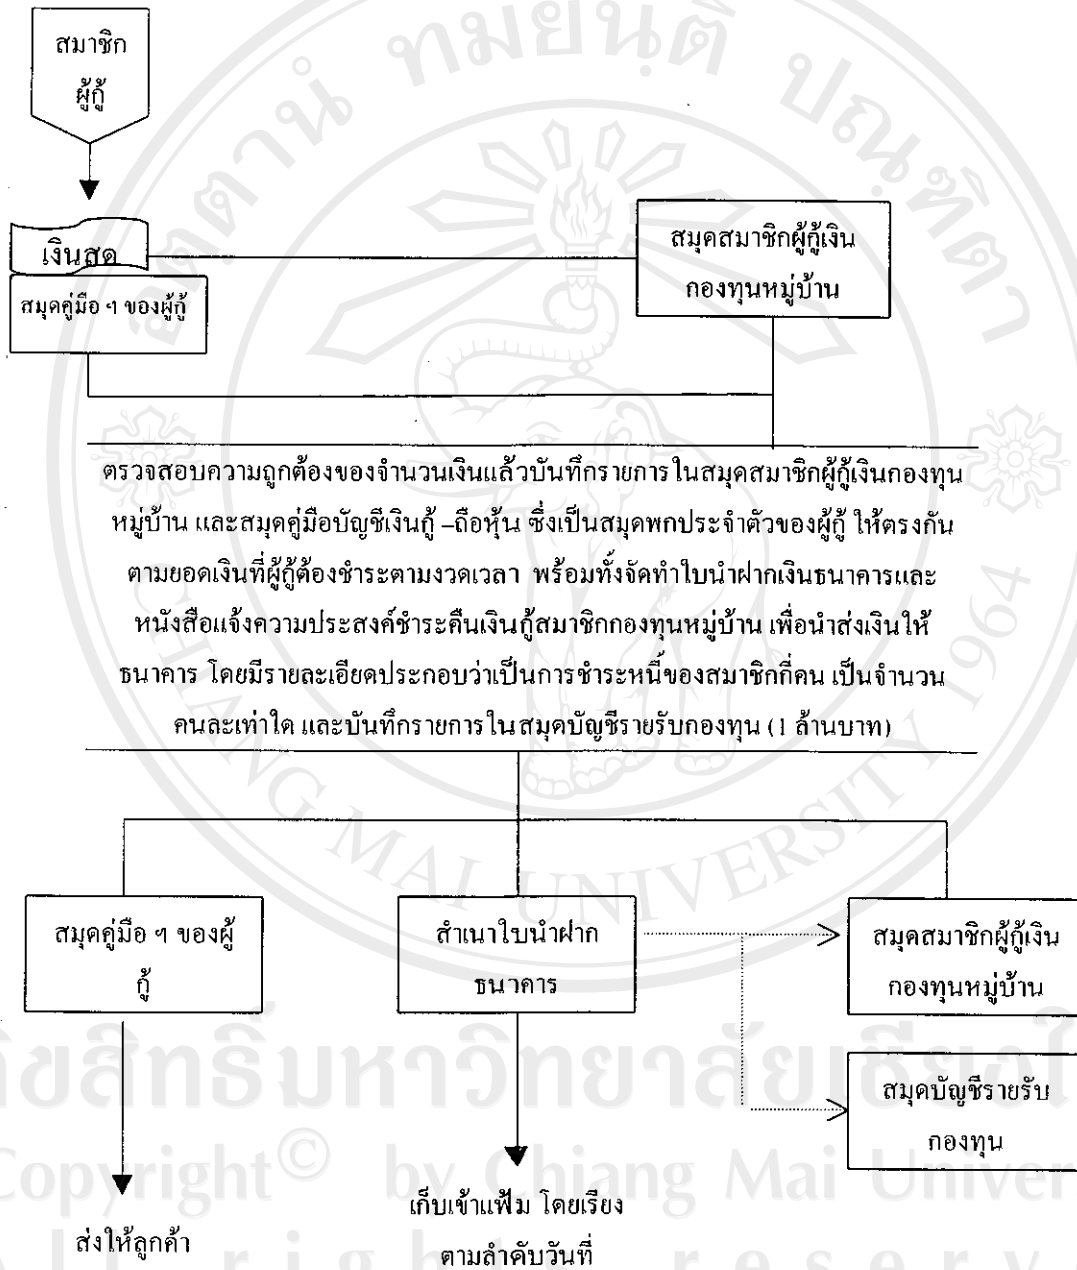 สมาชิก
ผู้กู้
เงินสด
สมุดคู่มือ ฯ ของผู้กู้
สมุดสมาชิกผู้กู้เงิน
กองทุนหมู่บ้าน
ตรวจสอบความถูกต้องของจำนวนเงินแล้วบันทึกรายการในสมุดสมาชิกผู้กู้เงินกองทุน
หมู่บ้าน และสมุดคู่มือบัญชีเงินกู้ –ถือหุ้น ซึ่งเป็นสมุดพกประจำตัวของผู้กู้ ให้ตรงกัน
ตามยอดเงินที่ผู้กู้ต้องชำระตามงวดเวลา พร้อมทั้งจัดทำใบนำฝากเงินธนาคารและ
หนังสือแจ้งความประสงค์ชำระคืนเงินกู้สมาชิกกองทุนหมู่บ้าน เพื่อนำส่งเงินให้
ธนาคาร โดยมีรายละเอียดประกอบว่าเป็นการชำระหนี้ของสมาชิกกี่คน เป็นจำนวน
คนละเท่าใด และบันทึกรายการในสมุดบัญชีรายรับกองทุน (1 ล้านบาท)
สมุดคู่มือ ฯ ของผู้
กู้
สำเนาใบนำฝาก
ธนาคาร
สมุดสมาชิกผู้กู้เงิน
กองทุนหมู่บ้าน
สมุดบัญชีรายรับ
กองทุน
ส่งให้ลูกค้า
เก็บเข้าแฟ้ม โดยเรียง
ตามลำดับวันที่
อตฺตานํ ทมยนฺติ ปณฺฑิตา
CHIANG MAI UNIVERSITY 1964
Copyright© by Chiang Mai